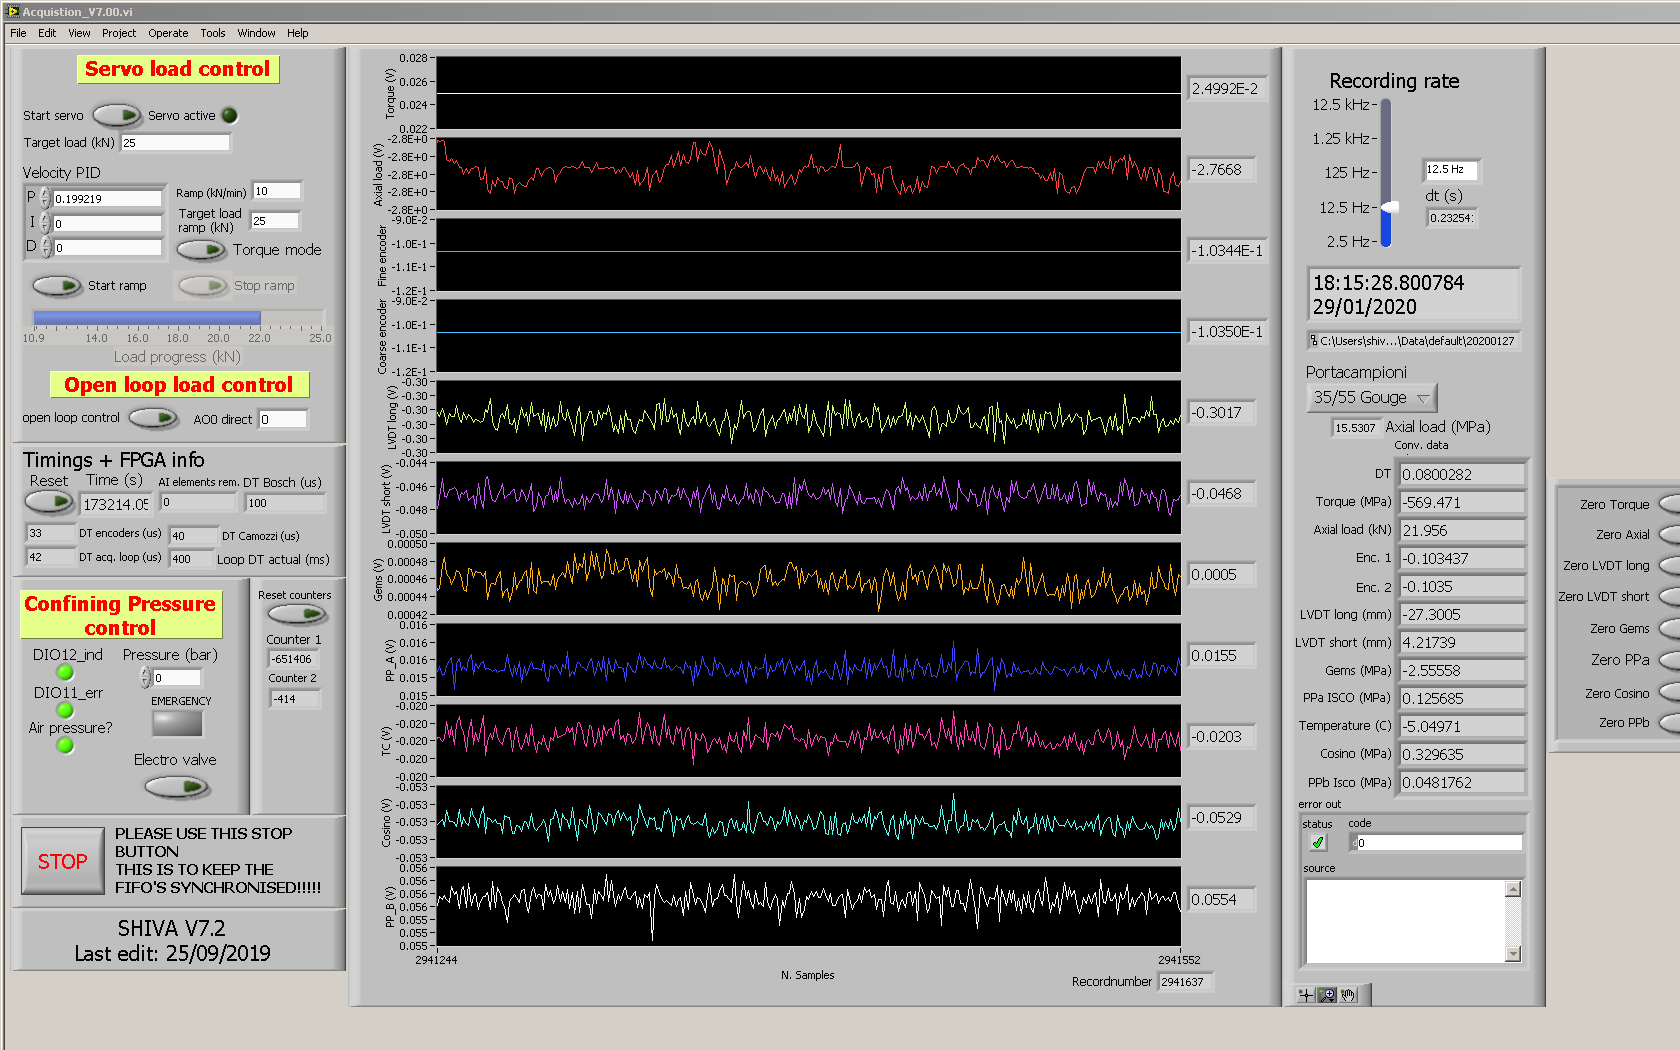 Acquistion_V7.00.vi
File Edit View Project Operate Tools Window Help
Servo load control
Start servo Servo active
Target load (kN) 25
Velocity PID
P 0.199219
I 0
D 0
Ramp (kN/min) 10
Target load
ramp (kN) 25
Torque mode
Start ramp Stop ramp
10.9 14.0 16.0 18.0 20.0 22.0 25.0
Load progress (kN)
Open loop load control
open loop control AO0 direct 0
Timings + FPGA info
Reset Time (s) AI elements rem. DT Bosch (us)
173214.05 0 100
33 DT encoders (us) 40 DT Camozzi (us)
42 DT acq. loop (us) 400 Loop DT actual (ms)
Confining Pressure
control
DIO12_ind Pressure (bar)
0
DIO11_err
EMERGENCY
Air pressure?
Electro valve
Reset counters
Counter 1
-651406
Counter 2
-414
STOP
PLEASE USE THIS STOP
BUTTON
THIS IS TO KEEP THE
FIFO'S SYNCHRONISED!!!!!
SHIVA V7.2
Last edit: 25/09/2019
Torque (V)
0.028
0.026
0.024
0.022
2.4992E-2
Axial load (V)
-2.8E+0
-2.8E+0
-2.8E+0
-2.8E+0
-2.8E+0
-2.7668
Fine encoder
-9.0E-2
-1.0E-1
-1.1E-1
-1.2E-1
-1.0344E-1
Coarse encoder
-9.0E-2
-1.0E-1
-1.1E-1
-1.2E-1
-1.0350E-1
LVDT long (V)
-0.30
-0.30
-0.30
-0.30
-0.30
-0.30
-0.3017
LVDT short (V)
-0.044
-0.046
-0.048
-0.050
-0.0468
Gems (V)
0.00050
0.00048
0.00046
0.00044
0.00042
0.0005
PP_A (V)
0.016
0.016
0.015
0.015
0.0155
TC (V)
-0.020
-0.020
-0.020
-0.020
-0.020
-0.0203
Cosino (V)
-0.053
-0.053
-0.053
-0.053
-0.053
-0.0529
PP_B (V)
0.056
0.056
0.056
0.056
0.055
0.055
0.055
0.0554
2941244 2941552
N. Samples
Recordnumber 2941637
Recording rate
12.5 kHz
1.25 kHz
125 Hz
12.5 Hz
2.5 Hz
12.5 Hz
dt (s)
0.23254
18:15:28.800784
29/01/2020
C:\Users\shiv...\Data\default\20200127
Portacampioni
35/55 Gouge
15.5307 Axial load (MPa)
Conv. data
DT 0.0800282
Torque (MPa) -569.471
Axial load (kN) 21.956
Enc. 1 -0.103437
Enc. 2 -0.1035
LVDT long (mm) -27.3005
LVDT short (mm) 4.21739
Gems (MPa) -2.55558
PPa ISCO (MPa) 0.125685
Temperature (C) -5.04971
Cosino (MPa) 0.329635
PPb Isco (MPa) 0.0481762
error out
status code
d0
source
Zero Torque
Zero Axial
Zero LVDT long
Zero LVDT short
Zero Gems
Zero PPa
Zero Cosino
Zero PPb